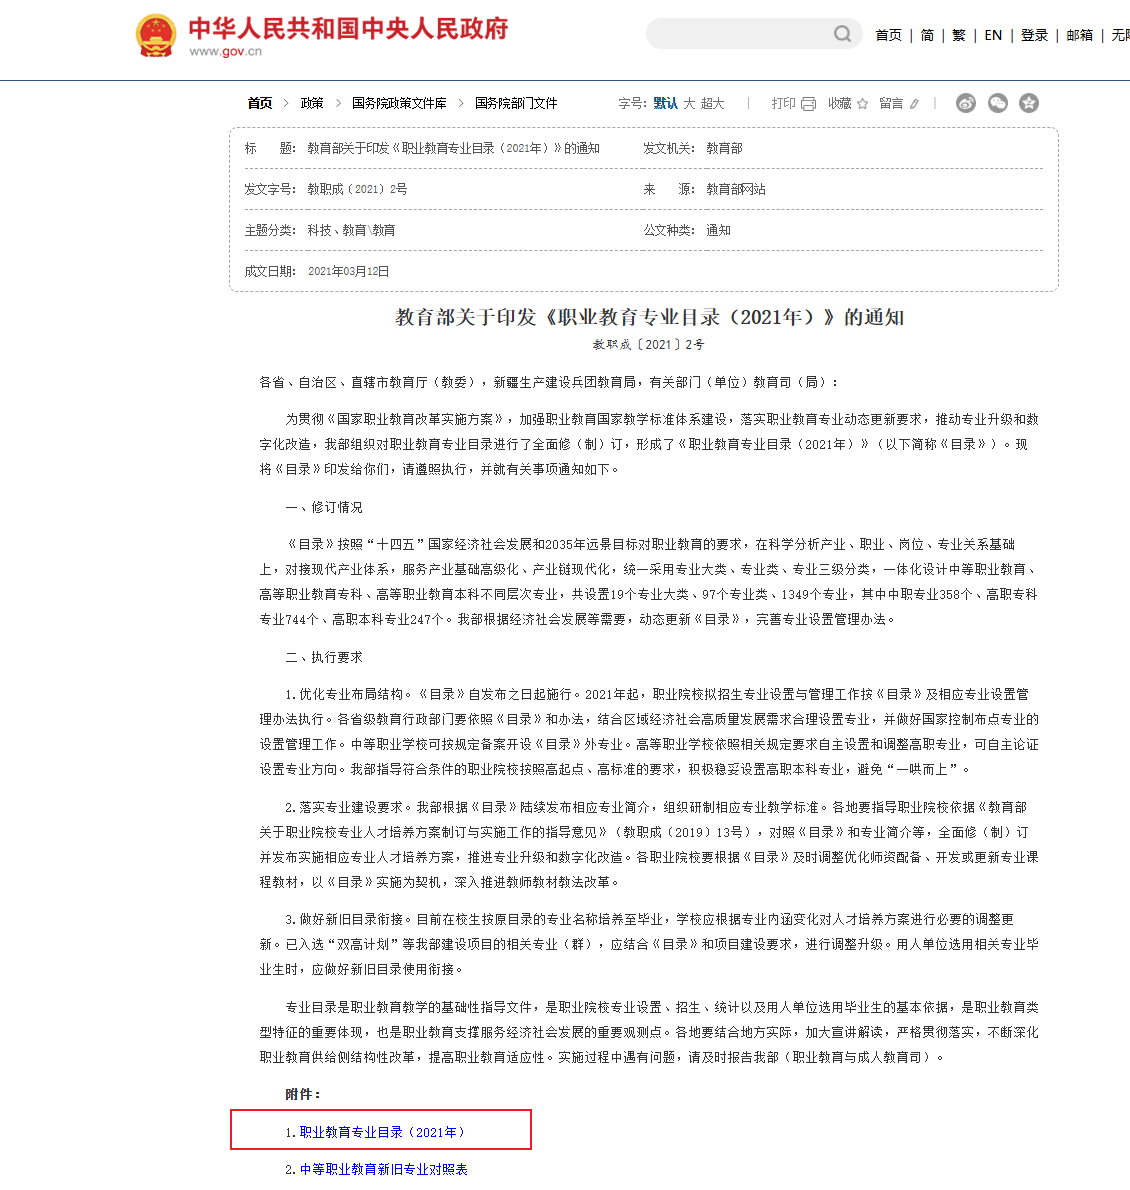 中华人民共和国中央人民政府
www.gov.cn
首页 | 简 | 繁 | EN | 登录 | 邮箱 | 无
首页 > 政策 > 国务院政策文件库 > 国务院部门文件
字号：默认 大 超大 | 打印 收藏 留言 |
标 题： 教育部关于印发《职业教育专业目录（2021年）》的通知 发文机关： 教育部
发文字号： 教职成〔2021〕2号 来 源： 教育部网站
主题分类： 科技、教育\教育 公文种类： 通知
成文日期： 2021年03月12日
教育部关于印发《职业教育专业目录（2021年）》的通知
教职成〔2021〕2号
各省、自治区、直辖市教育厅（教委），新疆生产建设兵团教育局，有关部门（单位）教育司（局）：
为贯彻《国家职业教育改革实施方案》，加强职业教育国家教学标准体系建设，落实职业教育专业动态更新要求，推动专业升级和数
字化改造，我部组织对职业教育专业目录进行了全面修（制）订，形成了《职业教育专业目录（2021年）》（以下简称《目录》）。现
将《目录》印发给你们，请遵照执行，并就有关事项通知如下。
一、修订情况
《目录》按照“十四五”国家经济社会发展和2035年远景目标对职业教育的要求，在科学分析产业、职业、岗位、专业关系基础
上，对接现代产业体系，服务产业基础高级化、产业链现代化，统一采用专业大类、专业类、专业三级分类，一体化设计中等职业教育、
高等职业教育专科、高等职业教育本科不同层次专业，共设置19个专业大类、97个专业类、1349个专业，其中中职专业358个、高职专科
专业744个、高职本科专业247个。我部根据经济社会发展等需要，动态更新《目录》，完善专业设置管理办法。
二、执行要求
1.优化专业布局结构。《目录》自发布之日起施行。2021年起，职业院校拟招生专业设置与管理工作按《目录》及相应专业设置管
理办法执行。各省级教育行政部门要依照《目录》和办法，结合区域经济社会高质量发展需求合理设置专业，并做好国家控制布点专业的
设置管理工作。中等职业学校可按规定备案开设《目录》外专业。高等职业学校依照相关规定要求自主设置和调整高职专业，可自主论证
设置专业方向。我部指导符合条件的职业院校按照高起点、高标准的要求，积极稳妥设置高职本科专业，避免“一哄而上”。
2.落实专业建设要求。我部根据《目录》陆续发布相应专业简介，组织研制相应专业教学标准。各地要指导职业院校依据《教育部
关于职业院校专业人才培养方案制订与实施工作的指导意见》（教职成〔2019〕13号），对照《目录》和专业简介等，全面修（制）订
并发布实施相应专业人才培养方案，推进专业升级和数字化改造。各职业院校要根据《目录》及时调整优化师资配备、开发或更新专业课
程教材，以《目录》实施为契机，深入推进教师教材教法改革。
3.做好新旧目录衔接。目前在校生按原目录的专业名称培养至毕业，学校应根据专业内涵变化对人才培养方案进行必要的调整更
新。已入选“双高计划”等我部建设项目的相关专业（群），应结合《目录》和项目建设要求，进行调整升级。用人单位选用相关专业毕
业生时，应做好新旧目录使用衔接。
专业目录是职业教育教学的基础性指导文件，是职业院校专业设置、招生、统计以及用人单位选用毕业生的基本依据，是职业教育类
型特征的重要体现，也是职业教育支撑服务经济社会发展的重要观测点。各地要结合地方实际，加大宣讲解读，严格贯彻落实，不断深化
职业教育供给侧结构性改革，提高职业教育适应性。实施过程中遇有问题，请及时报告我部（职业教育与成人教育司）。
附件：
1.职业教育专业目录（2021年）
2.中等职业教育新旧专业对照表